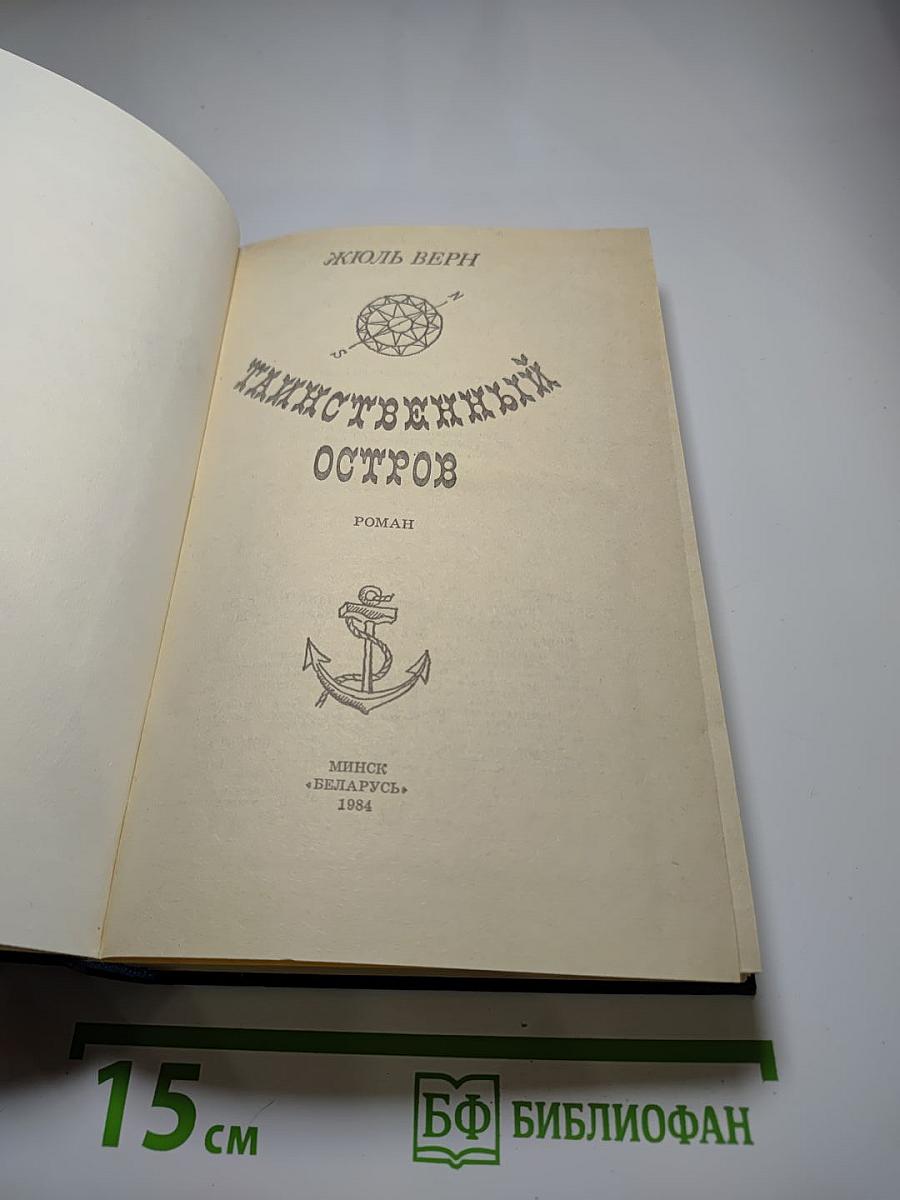 ЖЮЛЬ ВЕРН
N
S
ТАИНСТВЕННЫЙ
ОСТРОВ
РОМАН
МИНСК
«БЕЛАРУСЬ»
1984
15 см
БФ БИБЛИОФАН